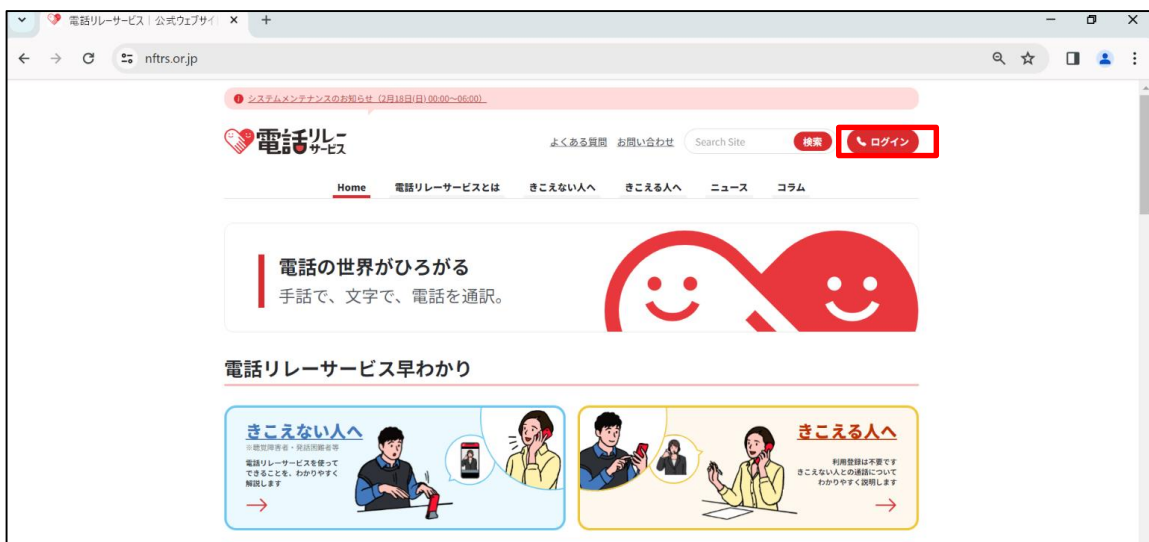 電話リレーサービス | 公式ウェブサイ
nftrs.or.jp
システムメンテナンスのお知らせ（2月18日(日) 00:00～06:00）
電話リレーサービス
よくある質問 お問い合わせ Search Site 検索 ログイン
Home 電話リレーサービスとは きこえない人へ きこえる人へ ニュース コラム
電話の世界がひろがる
手話で、文字で、電話を通訳。
電話リレーサービス早わかり
きこえない人へ
※聴覚障害者・発話困難者等
電話リレーサービスを使って
できることを、わかりやすく
解説します
きこえる人へ
利用登録は不要です
きこえない人との通話について
わかりやすく説明します